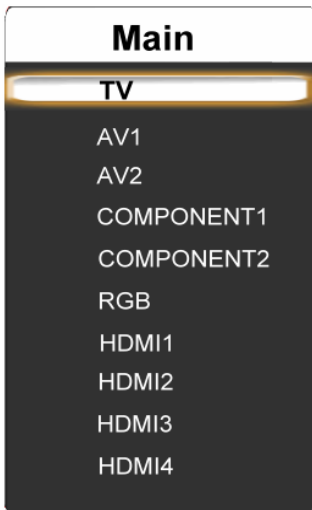 Main
TV
AV1
AV2
COMPONENT1
COMPONENT2
RGB
HDMI1
HDMI2
HDMI3
HDMI4